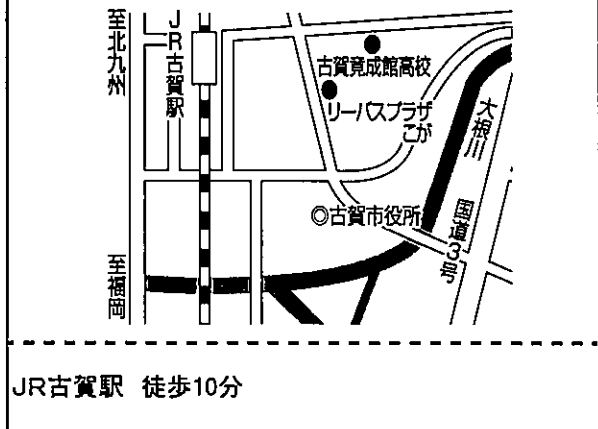 至北九州
JR古賀駅
古賀竟成館高校
リーパスプラザ
こが
大根川
国道3号
◎古賀市役所
至福岡
JR古賀駅 徒歩10分